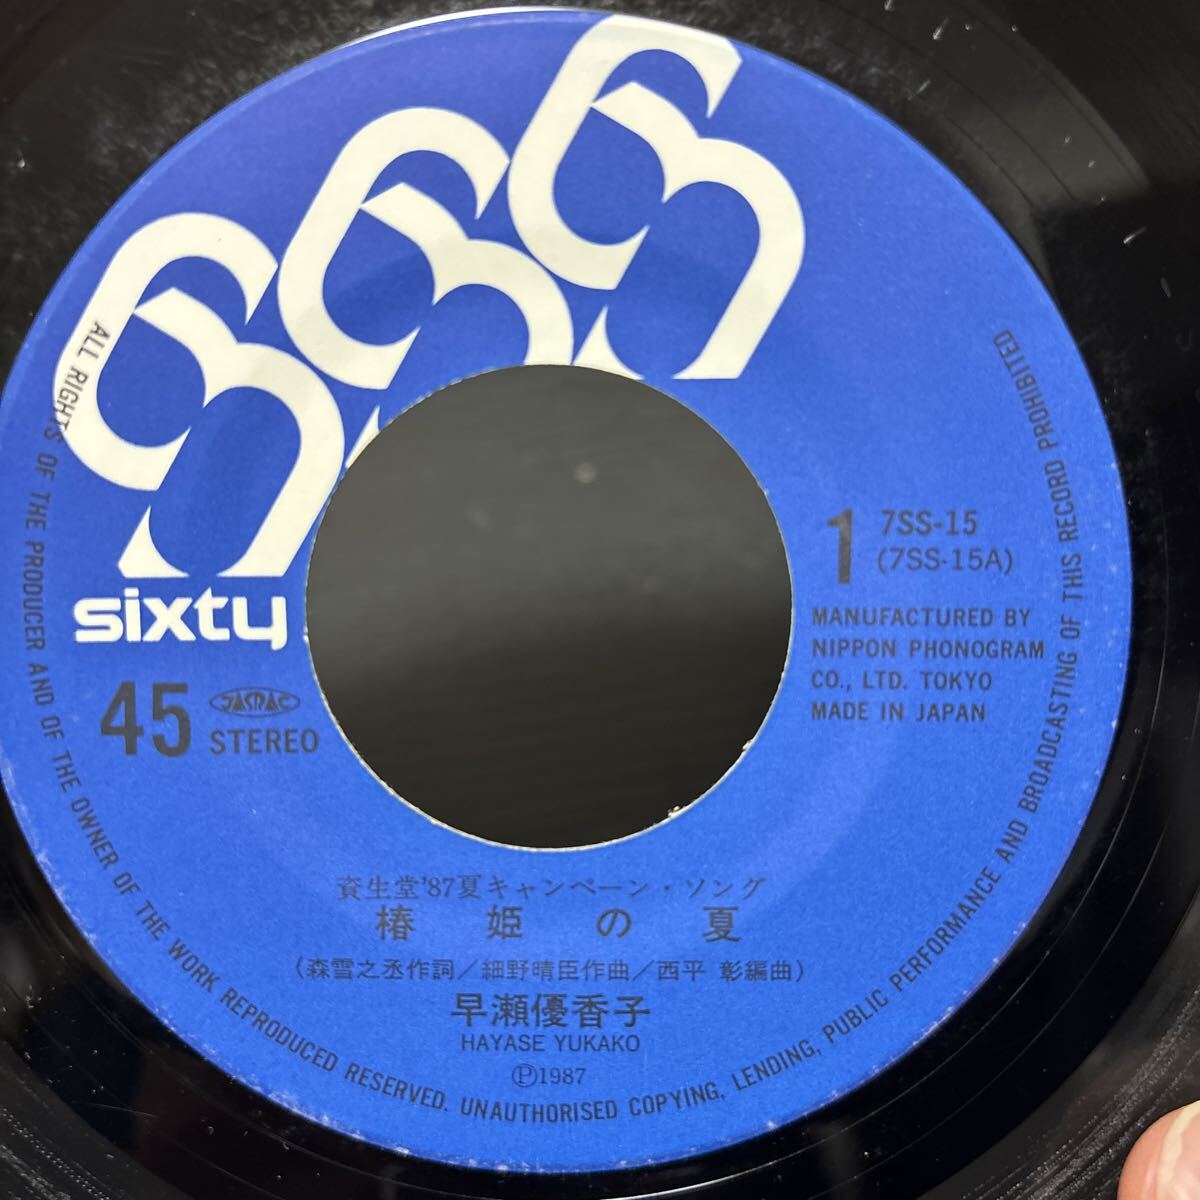 sixty
45
JASRAC
STEREO
1
7SS-15
(7SS-15A)
MANUFACTURED BY
NIPPON PHONOGRAM
CO., LTD. TOKYO
MADE IN JAPAN
資生堂'87夏キャンペーン・ソング
椿姫の夏
(森雪之丞作詞/細野晴臣作曲/西平 彰編曲)
早瀬優香子
HAYASE YUKAKO
Ⓟ1987
ALL RIGHTS OF THE PRODUCER AND OF THE OWNER OF THE WORK REPRODUCED RESERVED. UNAUTHORISED COPYING, LENDING, PUBLIC PERFORMANCE AND BROADCASTING OF THIS RECORD PROHIBITED